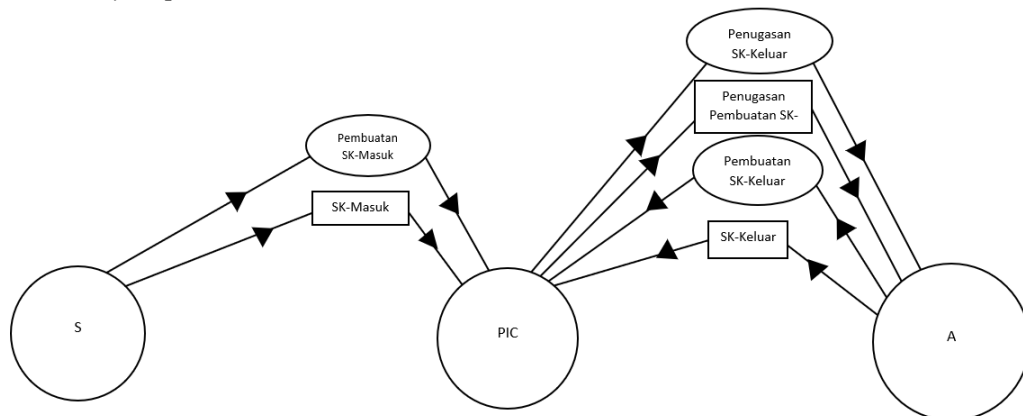 Penugasan
SK-Keluar
Penugasan
Pembuatan SK-
Pembuatan
SK-Masuk
Pembuatan
SK-Keluar
SK-Masuk
SK-Keluar
S
PIC
A